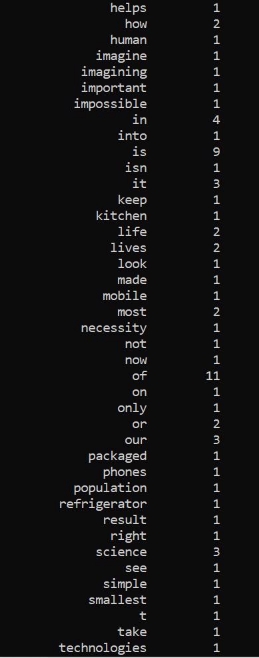 helps 1
how 2
human 1
imagine 1
imagining 1
important 1
impossible 1
in 4
into 1
is 9
isn 1
it 3
keep 1
kitchen 1
life 2
lives 2
look 1
made 1
mobile 1
most 2
necessity 1
not 1
now 1
of 11
on 1
only 1
or 2
our 3
packaged 1
phones 1
population 1
refrigerator 1
result 1
right 1
science 3
see 1
simple 1
smallest 1
t 1
take 1
technologies 1